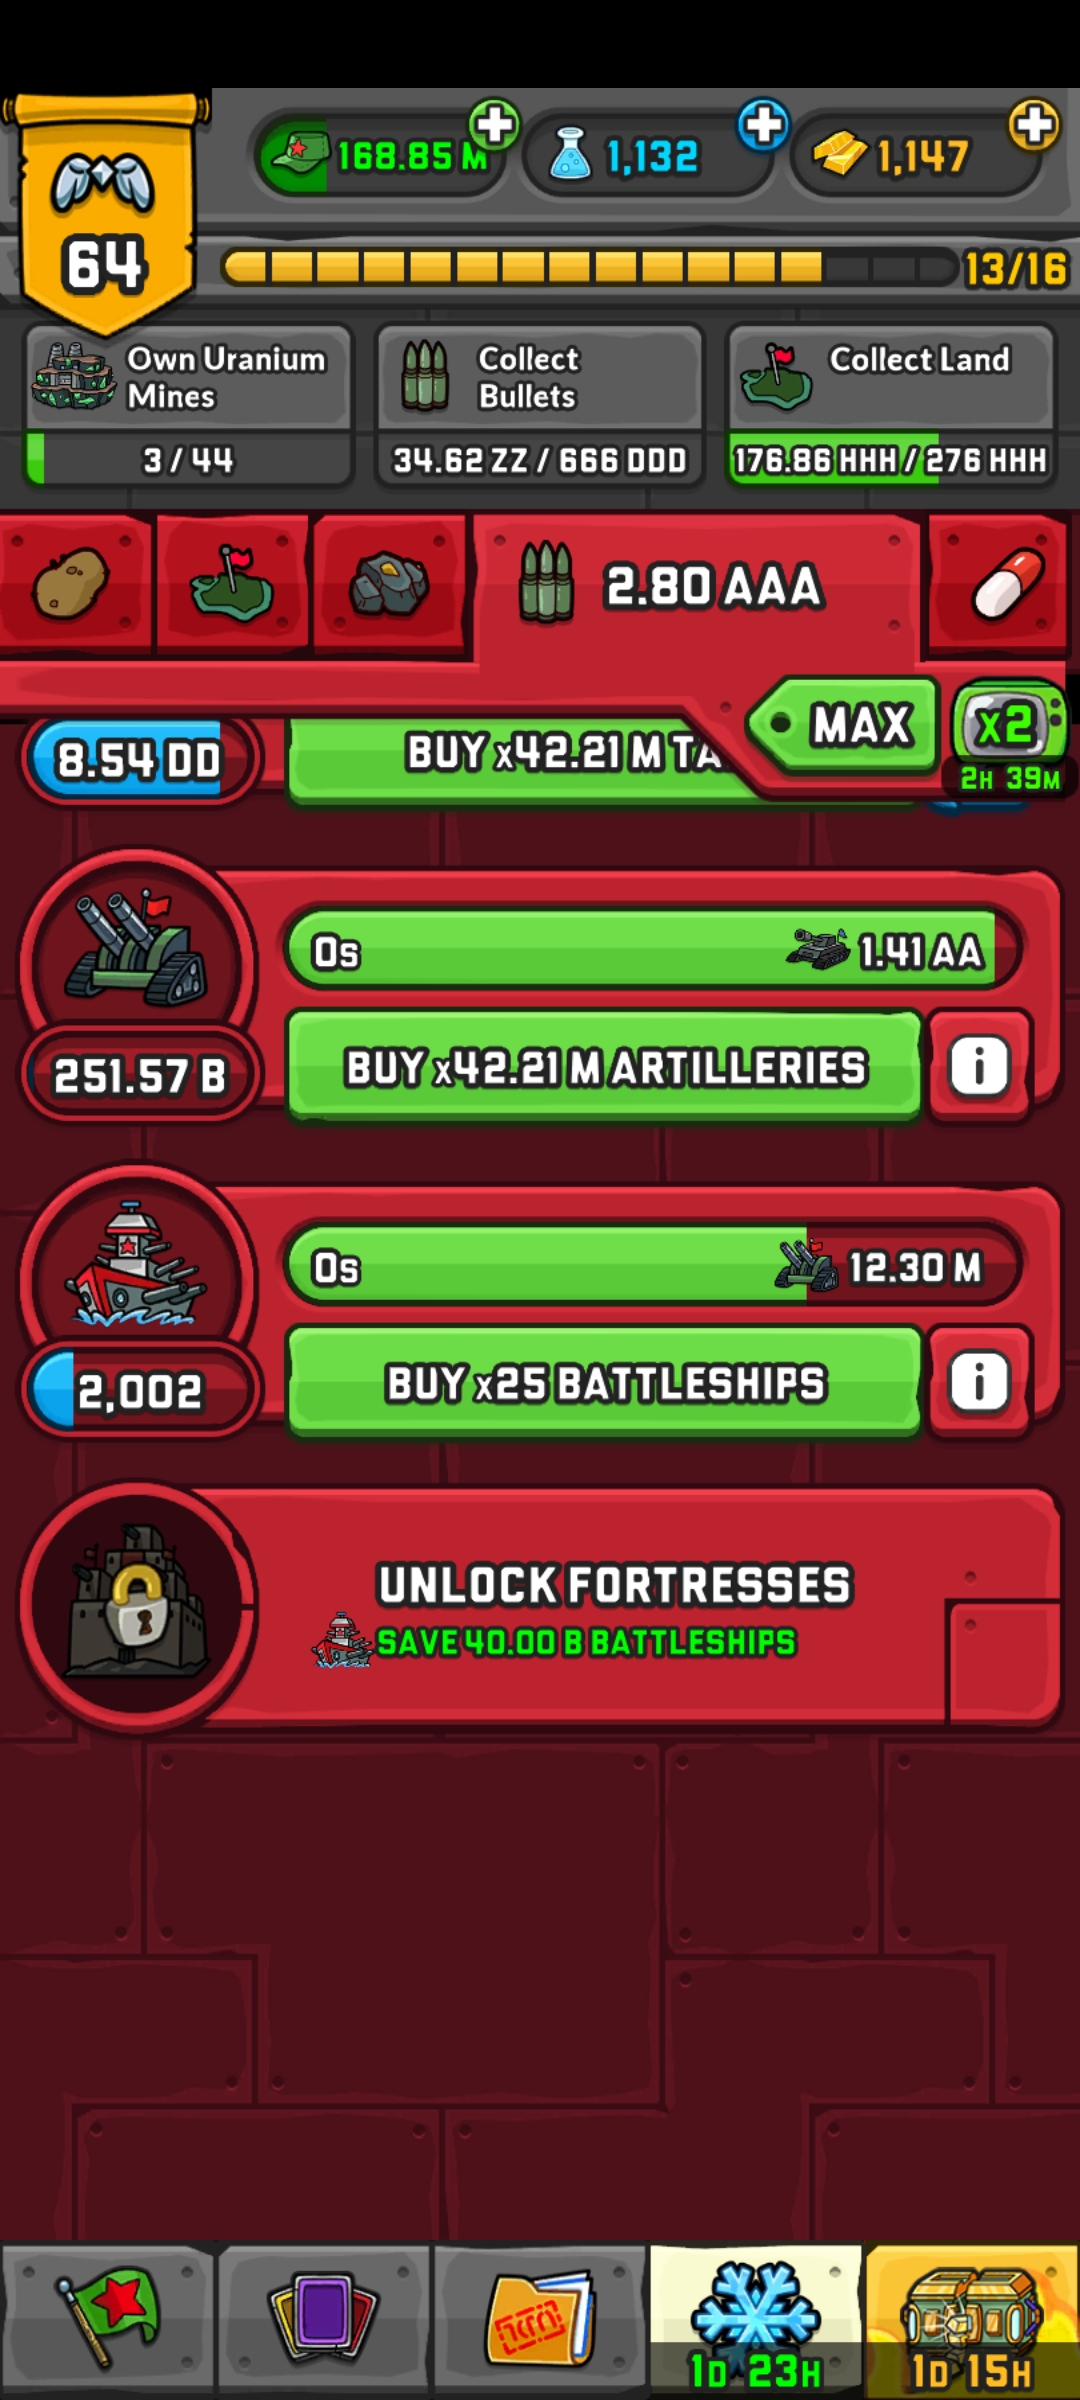 64
168.85 M
1,132
1,147
13/16
Own Uranium
Mines
3 / 44
Collect
Bullets
34.62 ZZ / 666 DDD
Collect Land
176.86 HHH / 276 HHH
2.80 AAA
MAX
x2
2H 39M
8.54 DD
BUY x42.21 M TA
0s
1.41 AA
251.57 B
BUY x42.21 M ARTILLERIES
i
0s
12.30 M
2,002
BUY x25 BATTLESHIPS
i
UNLOCK FORTRESSES
SAVE 40.00 B BATTLESHIPS
1D 23H
1D 15H